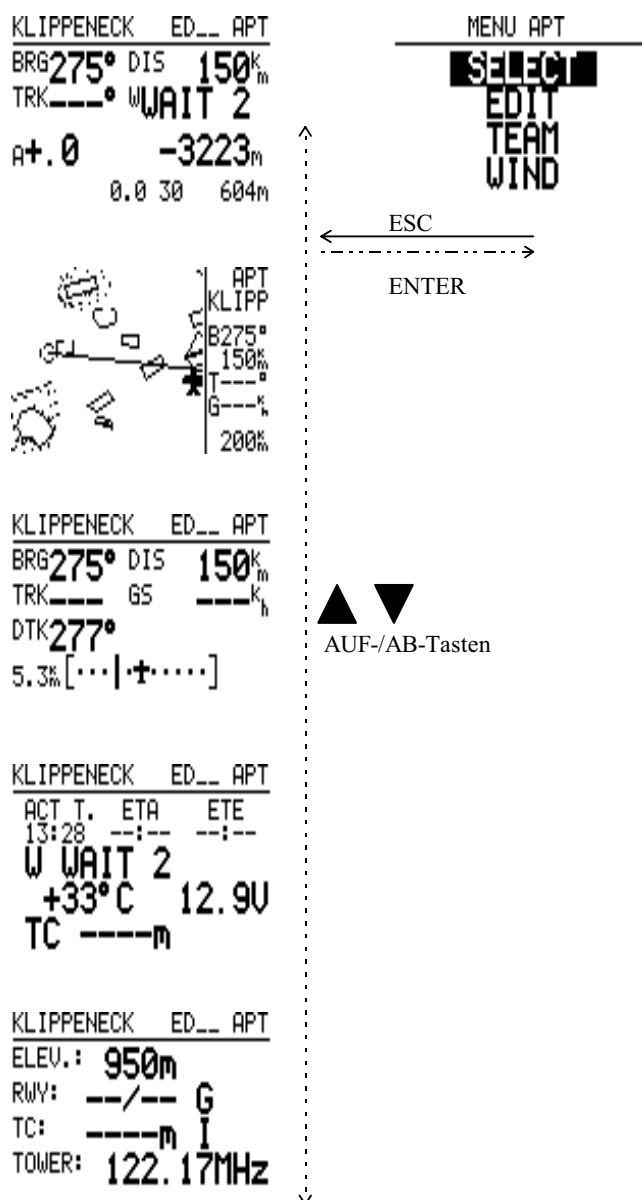 KLIPPENECK ED__ APT
BRG275° DIS 150km
TRK---° WWAIT 2
A+.0 -3223m
0.0 30 604m
MENU APT
SELECT
EDIT
TEAM
WIND
ESC
ENTER
APT
KLIPP
B275°
150km
T---°
G---kh
200km
KLIPPENECK ED__ APT
BRG275° DIS 150km
TRK--- GS ---kh
DTK277°
5.3km[···|·✝·····]
AUF-/AB-Tasten
KLIPPENECK ED__ APT
ACT T. ETA ETE
13:28 --:-- --:--
W WAIT 2
+33°C 12.9V
TC ----m
KLIPPENECK ED__ APT
ELEV.: 950m
RWY: --/-- G
TC: ----m I
TOWER: 122.17MHz